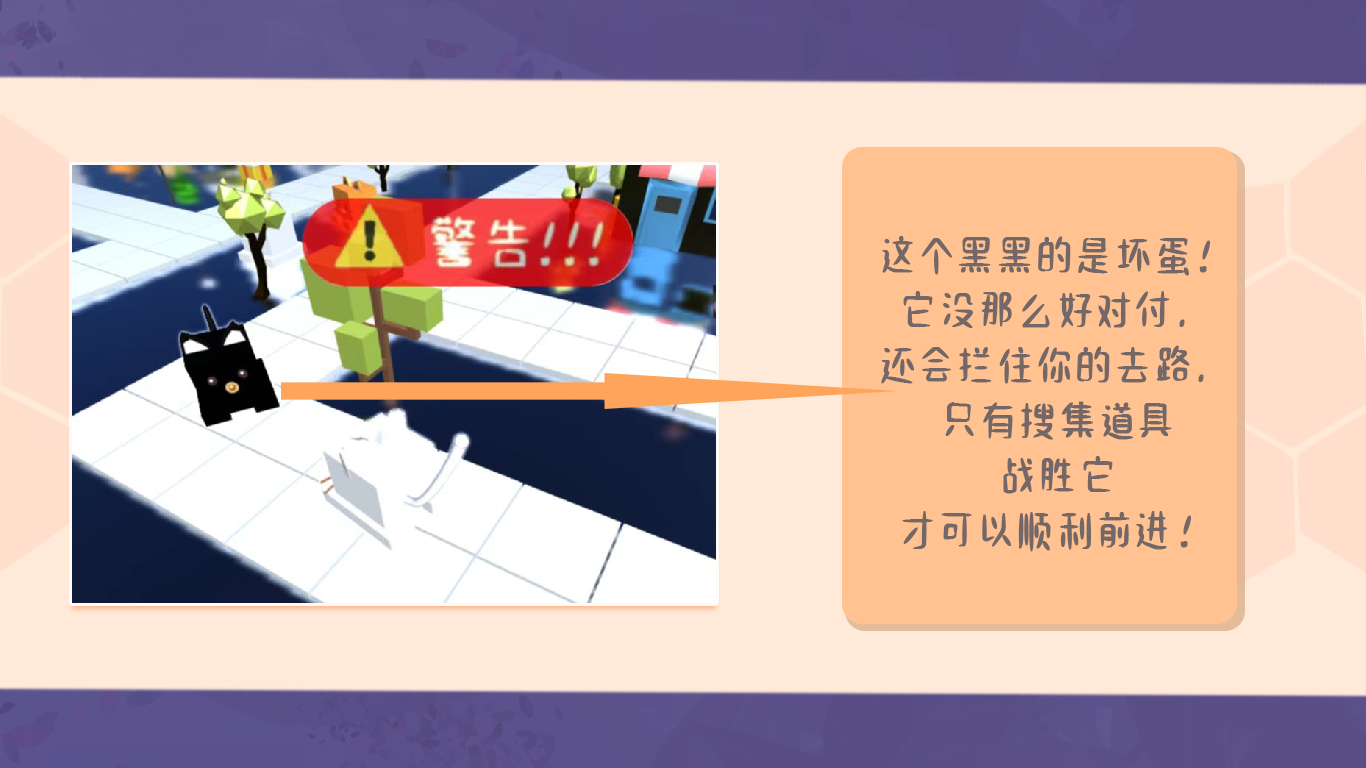 警告!!!
这个黑黑的是坏蛋!
它没那么好对付,
还会拦住你的去路,
只有搜集道具
战胜它
才可以顺利前进!